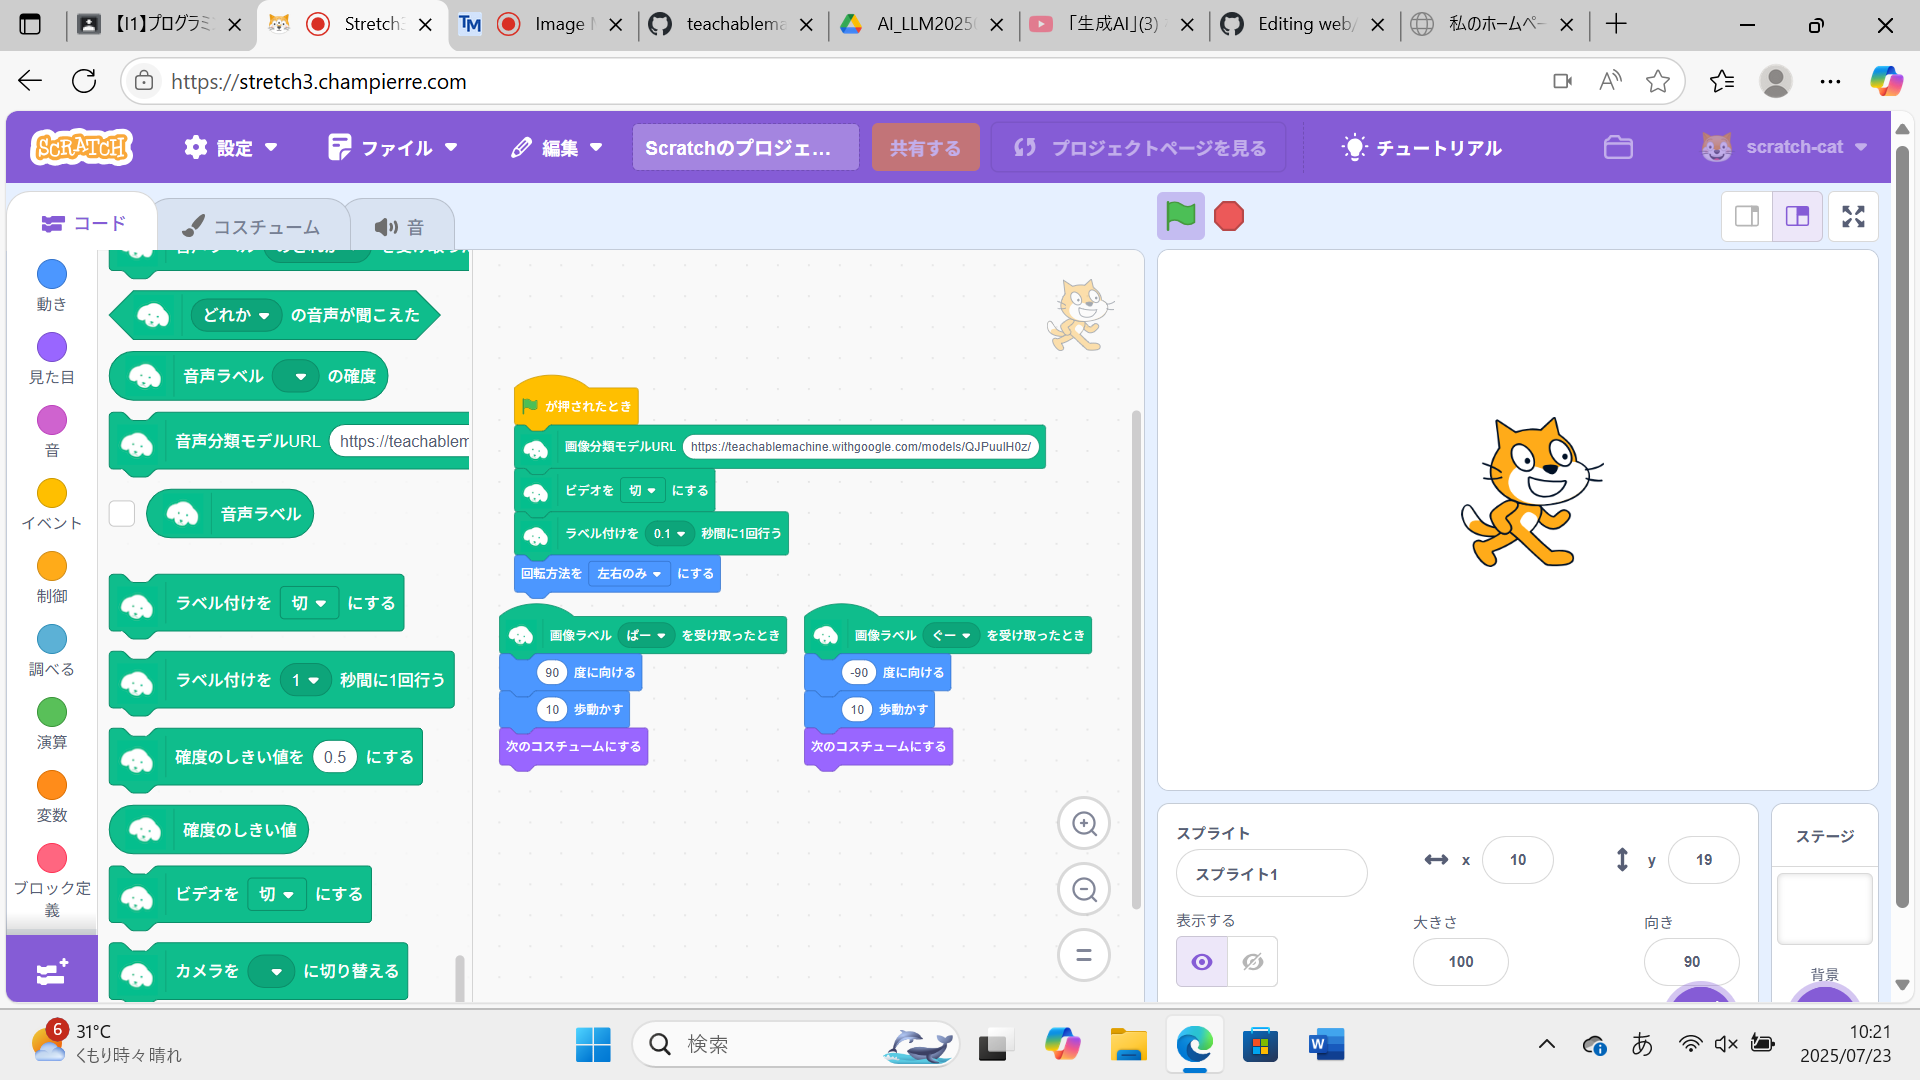 【I1】プログラミ
Stretch3
Image M
teachablema
AI_LLM2025
「生成AI」(3)
Editing web/
私のホームペー
https://stretch3.champierre.com
SCRATCH
設定
ファイル
編集
Scratchのプロジェ...
共有する
プロジェクトページを見る
チュートリアル
scratch-cat
コード
コスチューム
音
動き
見た目
音
イベント
制御
調べる
演算
変数
ブロック定
義
どれか の音声が聞こえた
音声ラベル の確度
音声分類モデルURL https://teachablem
音声ラベル
ラベル付けを 切 にする
ラベル付けを 1 秒間に1回行う
確度のしきい値を 0.5 にする
確度のしきい値
ビデオを 切 にする
カメラを に切り替える
が押されたとき
画像分類モデルURL https://teachablemachine.withgoogle.com/models/QJPuulH0z/
ビデオを 切 にする
ラベル付けを 0.1 秒間に1回行う
回転方法を 左右のみ にする
画像ラベル ぱー を受け取ったとき
90 度に向ける
10 歩動かす
次のコスチュームにする
画像ラベル ぐー を受け取ったとき
-90 度に向ける
10 歩動かす
次のコスチュームにする
スプライト
スプライト1
x 10
y 19
表示する
大きさ
100
向き
90
ステージ
背景
6
31°C
くもり時々晴れ
検索
あ
10:21
2025/07/23